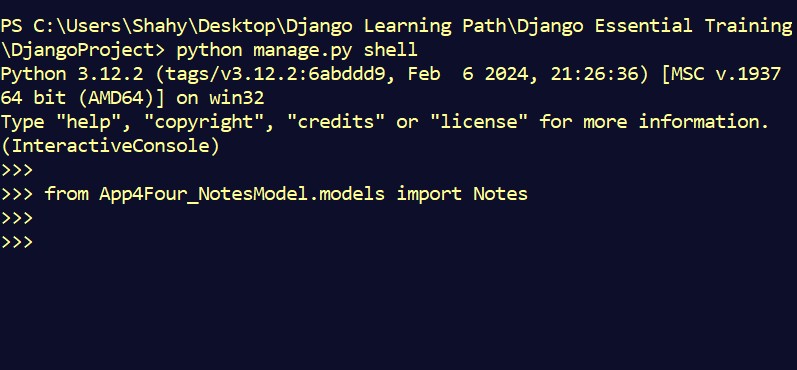 PS C:\Users\Shahy\Desktop\Django Learning Path\Django Essential Training
\DjangoProject> python manage.py shell
Python 3.12.2 (tags/v3.12.2:6abddd9, Feb  6 2024, 21:26:36) [MSC v.1937
64 bit (AMD64)] on win32
Type "help", "copyright", "credits" or "license" for more information.
(InteractiveConsole)
>>>
>>> from App4Four_NotesModel.models import Notes
>>>
>>>